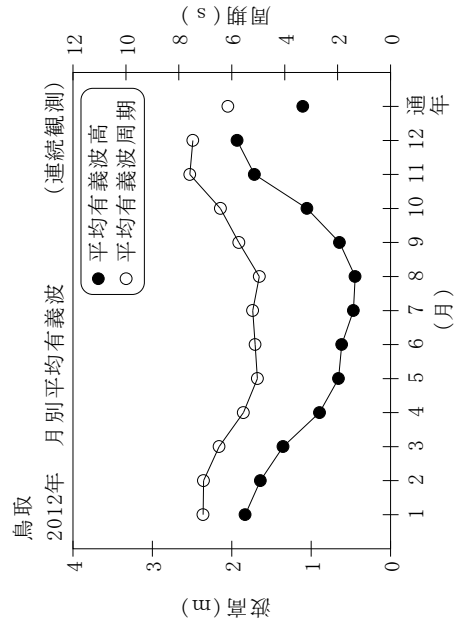 鳥取
2012年 月別平均有義波 (連続観測)
● 平均有義波高
○ 平均有義波周期
波高(m)
4
3
2
1
0
周期(s)
12
10
8
6
4
2
0
1 2 3 4 5 6 7 8 9 10 11 12 通年
(月)